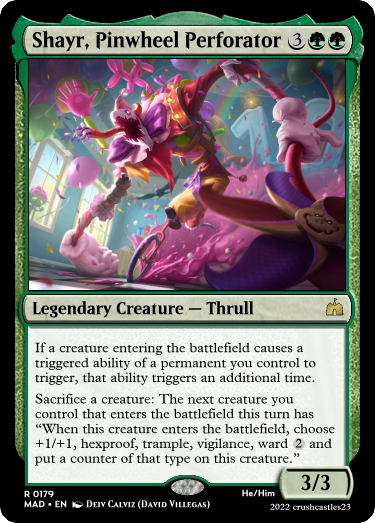 Shayr, Pinwheel Perforator 3
Legendary Creature — Thrull
If a creature entering the battlefield causes a
triggered ability of a permanent you control to
trigger, that ability triggers an additional time.
Sacrifice a creature: The next creature you
control that enters the battlefield this turn has
“When this creature enters the battlefield, choose
+1/+1, hexproof, trample, vigilance, ward 2 and
put a counter of that type on this creature.”
3/3
R 0179
He/Him
MAD • EN Deiv Calviz (David Villegas)
2022 crushcastles23